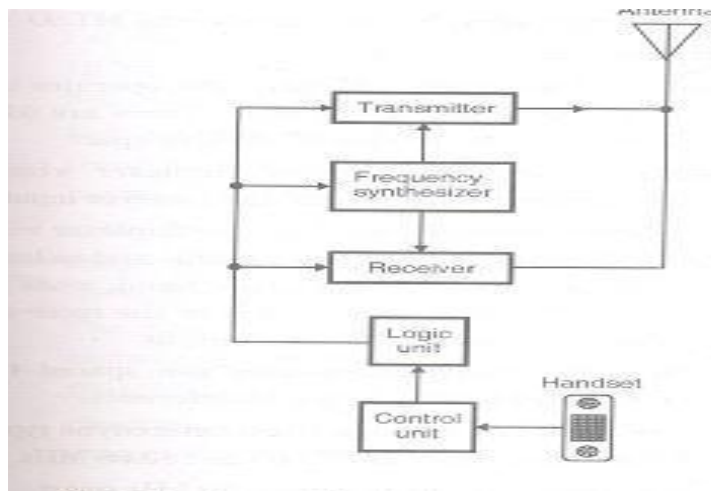 Antenna
Transmitter
Frequency
synthesizer
Receiver
Logic
unit
Handset
Control
unit